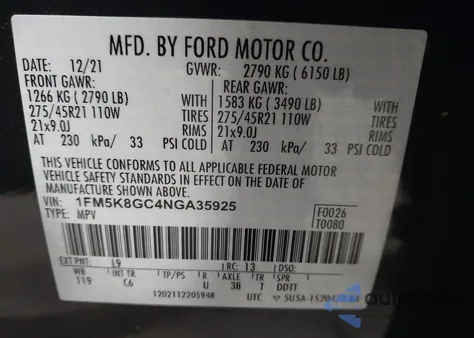 MFD. BY FORD MOTOR CO.
DATE: 12/21 GVWR: 2790 KG ( 6150 LB)
FRONT GAWR: REAR GAWR:
1266 KG ( 2790 LB) WITH 1583 KG ( 3490 LB) WITH
275/45R21 110W TIRES 275/45R21 110W TIRES
21x9.0J RIMS 21x9.0J RIMS
AT 230 kPa/ 33 PSI COLD AT 230 kPa/ 33 PSI COLD
THIS VEHICLE CONFORMS TO ALL APPLICABLE FEDERAL MOTOR
VEHICLE SAFETY STANDARDS IN EFFECT ON THE DATE OF
MANUFACTURE SHOWN ABOVE.
VIN: 1FM5K8GC4NGA35925
TYPE: MPV F0026
T0080
EXT PNT: L9 RC: 13 DSO:
WB INT TR TP/PS R AXLE TR SPR
119 C6 U 3B T DDTT
1202112205948 UTC